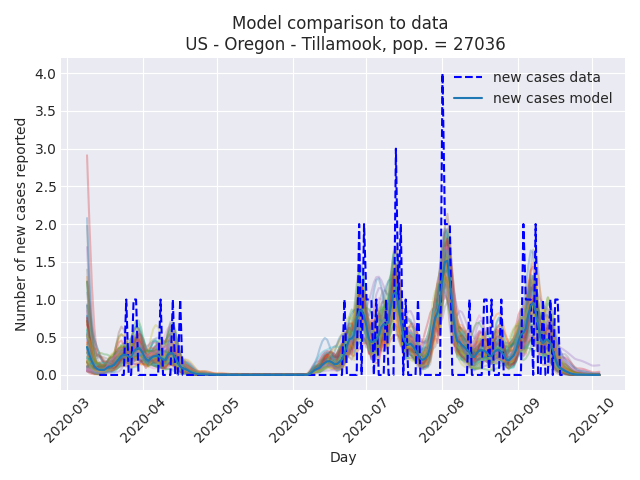 Model comparison to data
US - Oregon - Tillamook, pop. = 27036
new cases data
new cases model
Number of new cases reported
4.0
3.5
3.0
2.5
2.0
1.5
1.0
0.5
0.0
2020-03
2020-04
2020-05
2020-06
2020-07
2020-08
2020-09
2020-10
Day